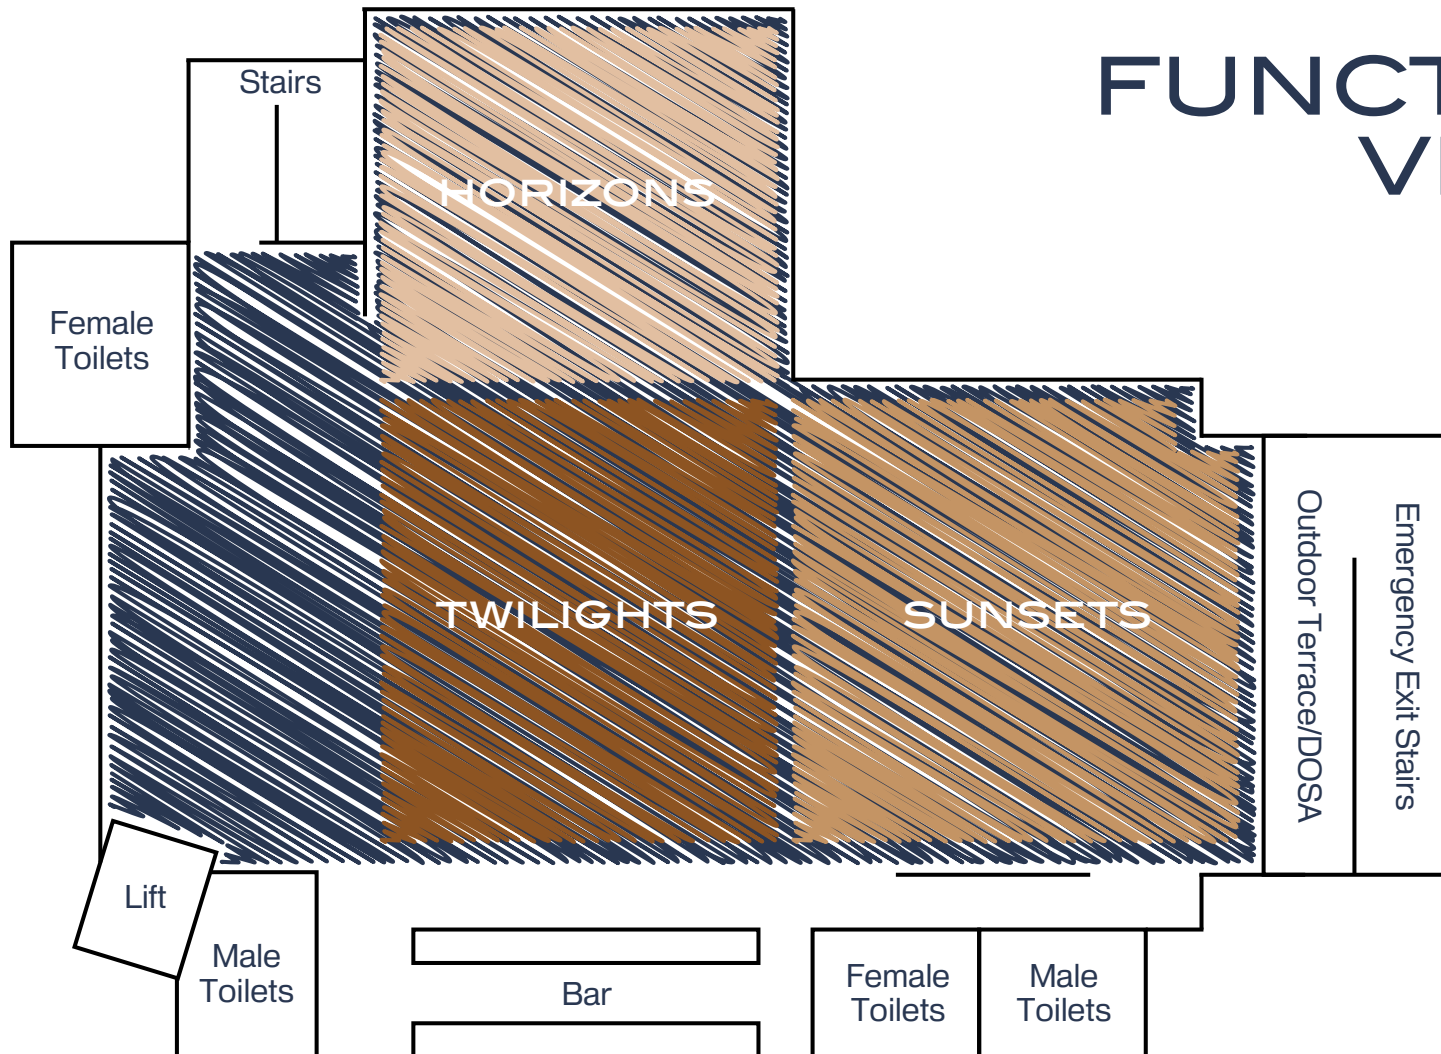 FUNCT
Stairs
HORIZONS
Female
Toilets
Outdoor Terrace/DOSA
Emergency Exit Stairs
TWILIGHTS
SUNSETS
Lift
Male
Toilets
Bar
Female
Toilets
Male
Toilets